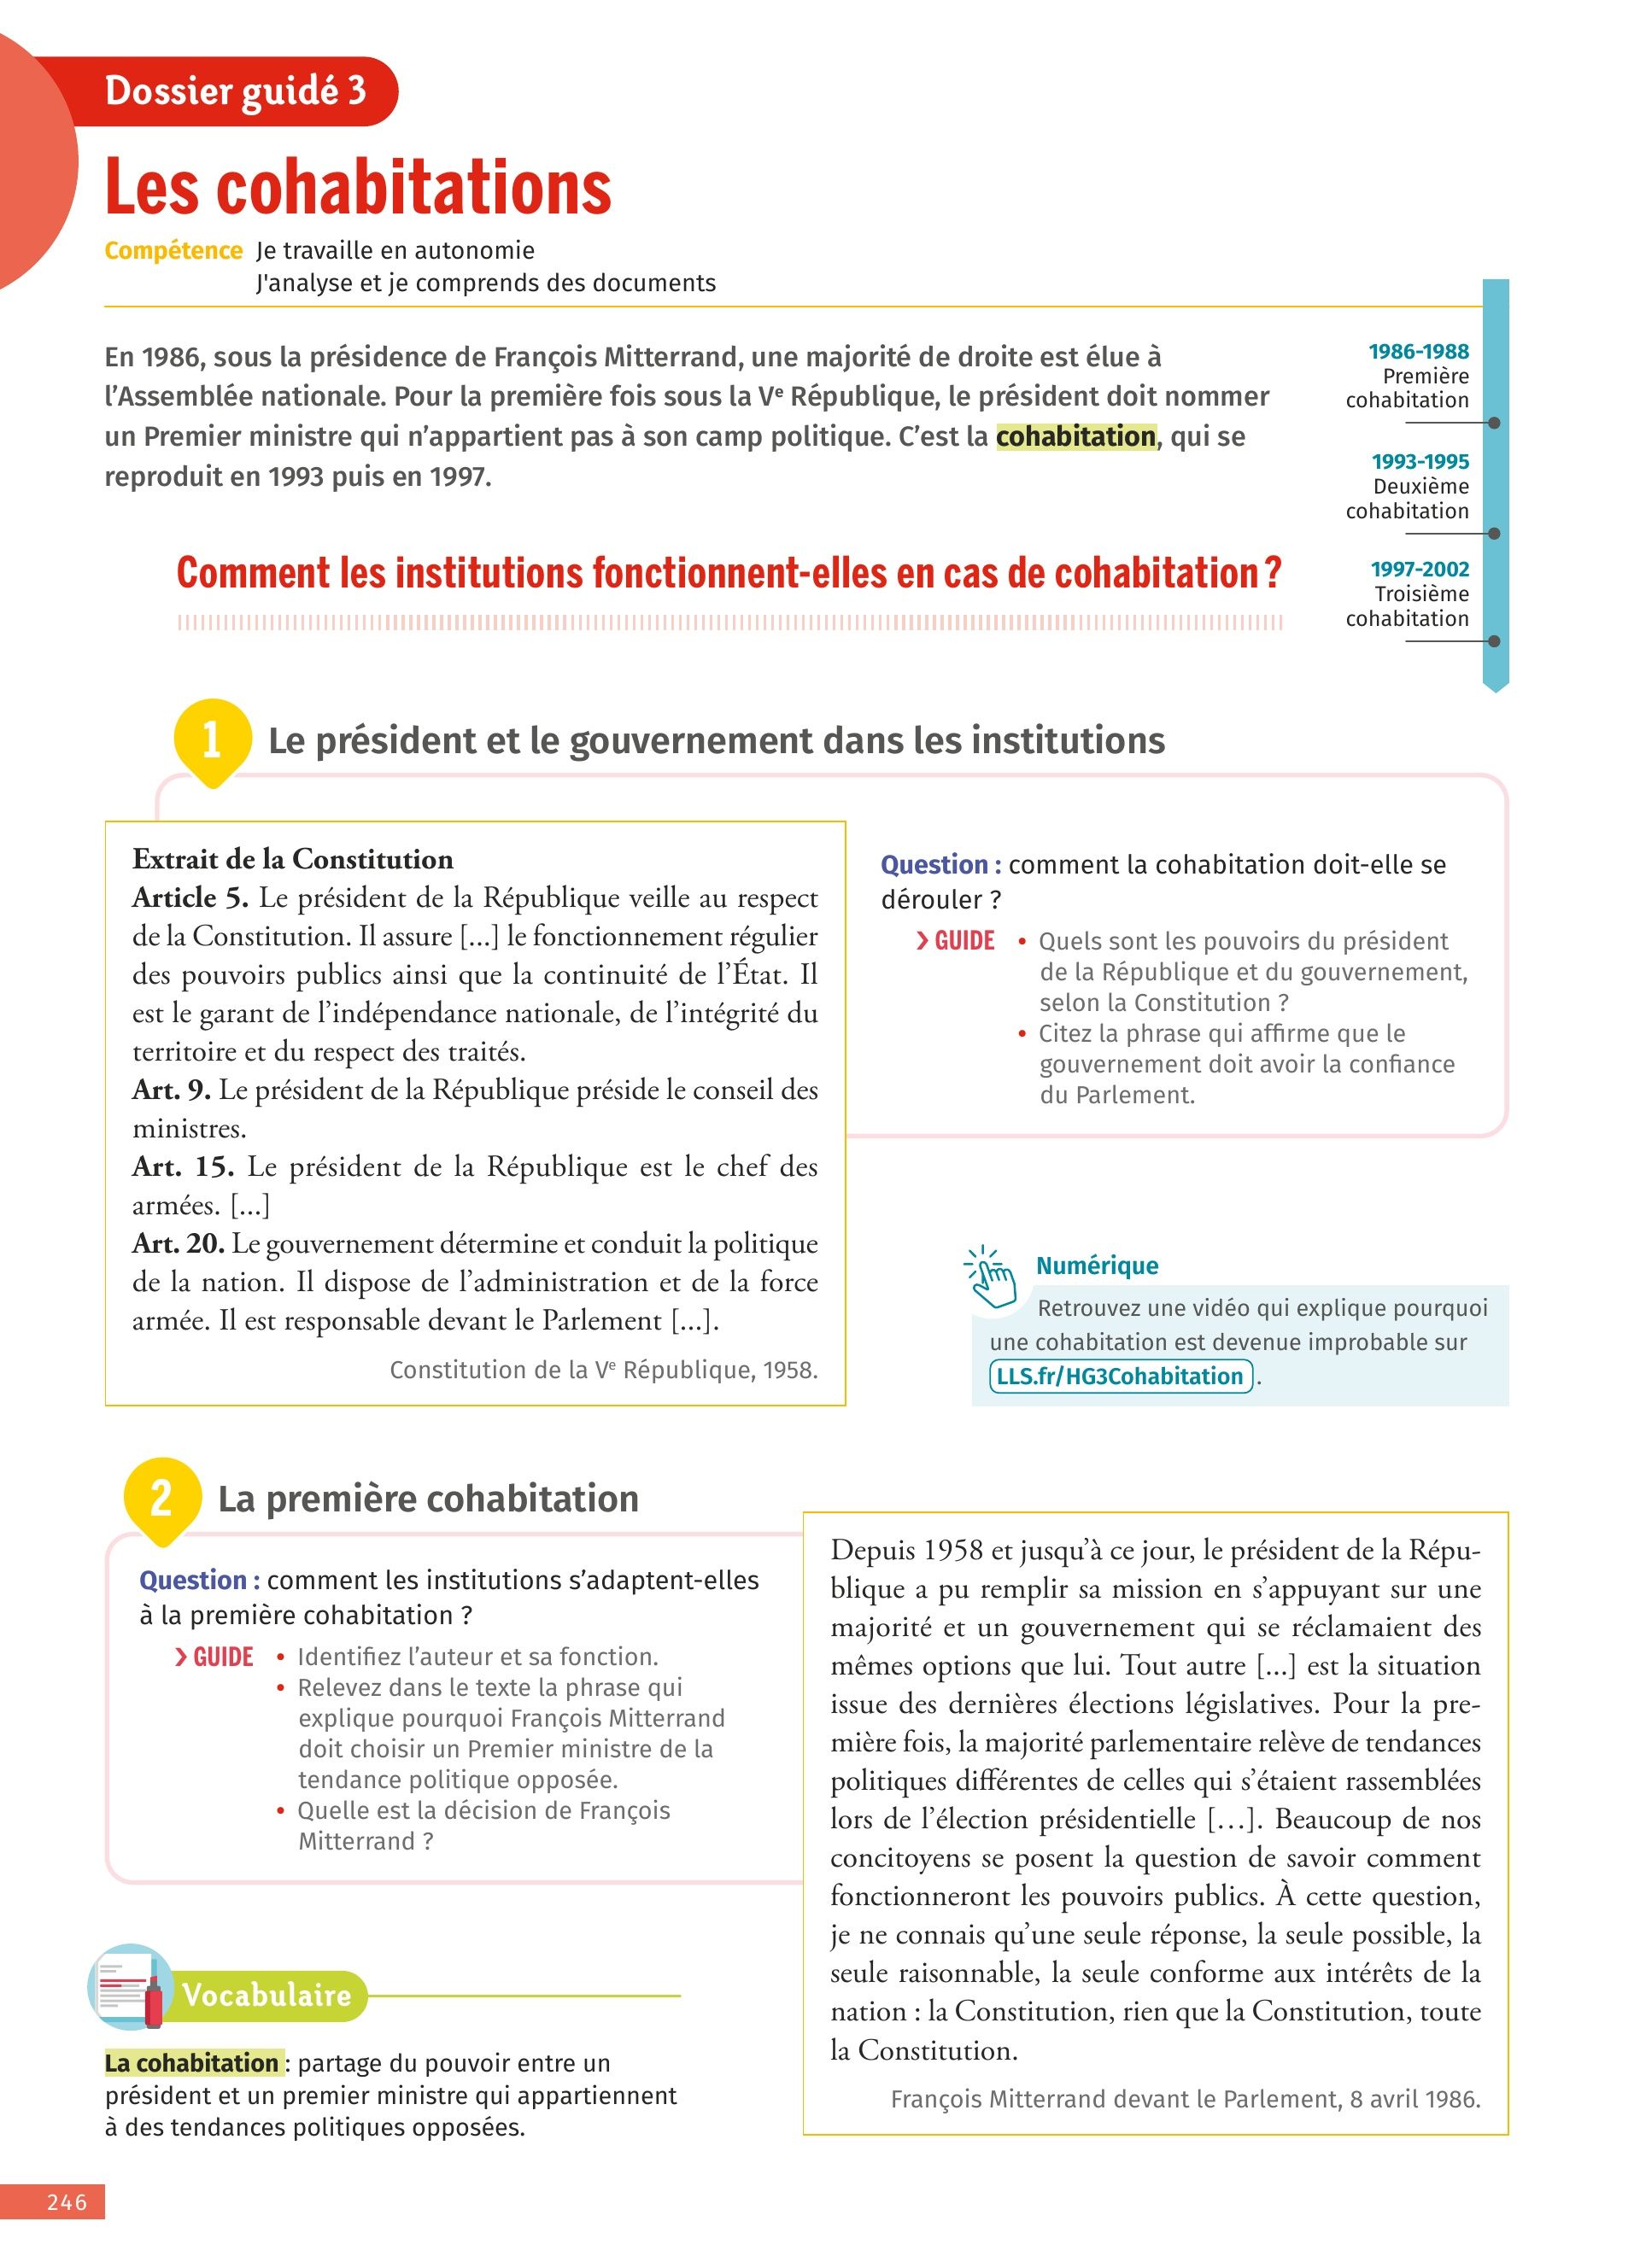 Dossier guidé 3
Les cohabitations
Compétence Je travaille en autonomie
J'analyse et je comprends des documents
En 1986, sous la présidence de François Mitterrand, une majorité de droite est élue à
l'Assemblée nationale. Pour la première fois sous la Ve République, le président doit nommer
un Premier ministre qui n'appartient pas à son camp politique. C'est la cohabitation, qui se
reproduit en 1993 puis en 1997.
1986-1988
Première
cohabitation
1993-1995
Deuxième
cohabitation
1997-2002
Troisième
cohabitation
Comment les institutions fonctionnent-elles en cas de cohabitation ?
1 Le président et le gouvernement dans les institutions
Extrait de la Constitution
Article 5. Le président de la République veille au respect
de la Constitution. Il assure [...] le fonctionnement régulier
des pouvoirs publics ainsi que la continuité de l'État. Il
est le garant de l'indépendance nationale, de l'intégrité du
territoire et du respect des traités.
Art. 9. Le président de la République préside le conseil des
ministres.
Art. 15. Le président de la République est le chef des
armées. [...]
Art. 20. Le gouvernement détermine et conduit la politique
de la nation. Il dispose de l'administration et de la force
armée. Il est responsable devant le Parlement [...].
Constitution de la Ve République, 1958.
Question : comment la cohabitation doit-elle se
dérouler ?
› GUIDE • Quels sont les pouvoirs du président
de la République et du gouvernement,
selon la Constitution ?
• Citez la phrase qui affirme que le
gouvernement doit avoir la confiance
du Parlement.
Numérique
Retrouvez une vidéo qui explique pourquoi
une cohabitation est devenue improbable sur
LLS.fr/HG3Cohabitation .
2 La première cohabitation
Question : comment les institutions s'adaptent-elles
à la première cohabitation ?
› GUIDE • Identifiez l'auteur et sa fonction.
• Relevez dans le texte la phrase qui
explique pourquoi François Mitterrand
doit choisir un Premier ministre de la
tendance politique opposée.
• Quelle est la décision de François
Mitterrand ?
Depuis 1958 et jusqu'à ce jour, le président de la Répu-
blique a pu remplir sa mission en s'appuyant sur une
majorité et un gouvernement qui se réclamaient des
mêmes options que lui. Tout autre [...] est la situation
issue des dernières élections législatives. Pour la pre-
mière fois, la majorité parlementaire relève de tendances
politiques différentes de celles qui s'étaient rassemblées
lors de l'élection présidentielle [...]. Beaucoup de nos
concitoyens se posent la question de savoir comment
fonctionneront les pouvoirs publics. À cette question,
je ne connais qu'une seule réponse, la seule possible, la
seule raisonnable, la seule conforme aux intérêts de la
nation : la Constitution, rien que la Constitution, toute
la Constitution.
François Mitterrand devant le Parlement, 8 avril 1986.
Vocabulaire
La cohabitation : partage du pouvoir entre un
président et un premier ministre qui appartiennent
à des tendances politiques opposées.
246